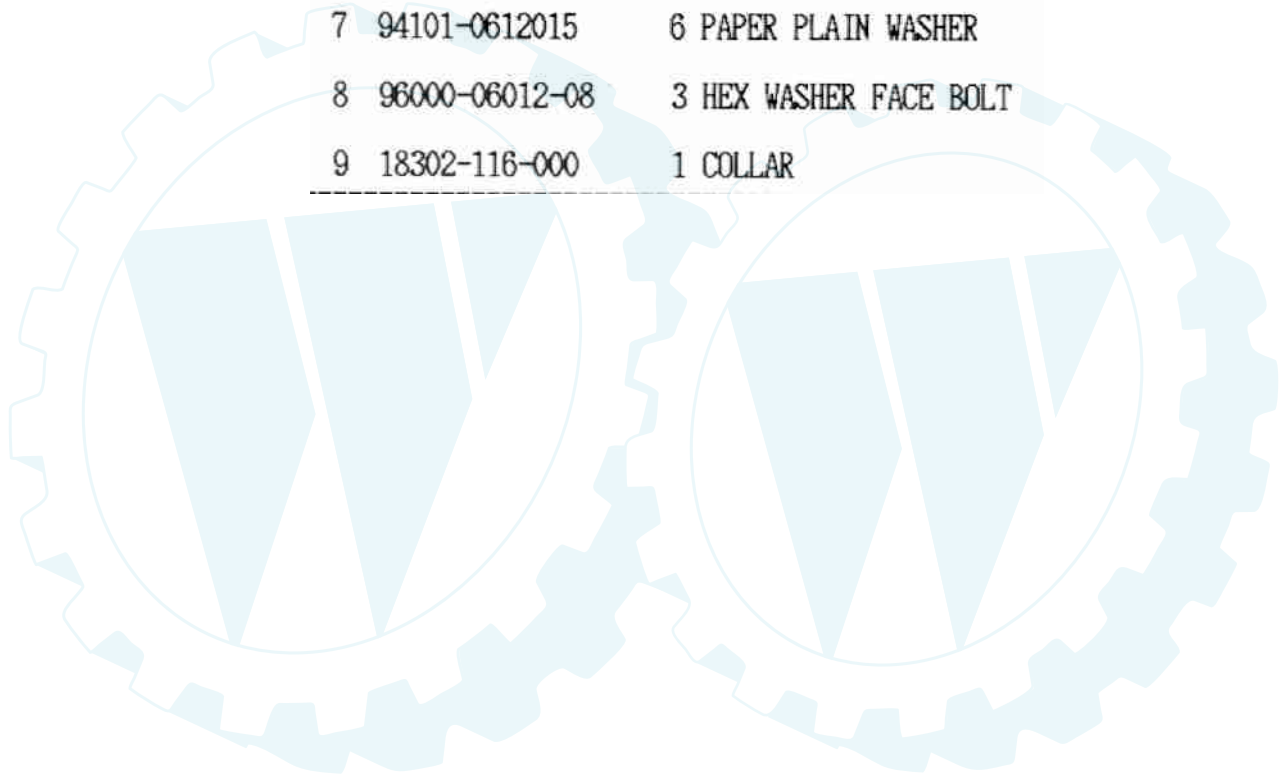 7 94101-0612015 6 PAPER PLAIN WASHER
8 96000-06012-08 3 HEX WASHER FACE BOLT
9 18302-116-000 1 COLLAR